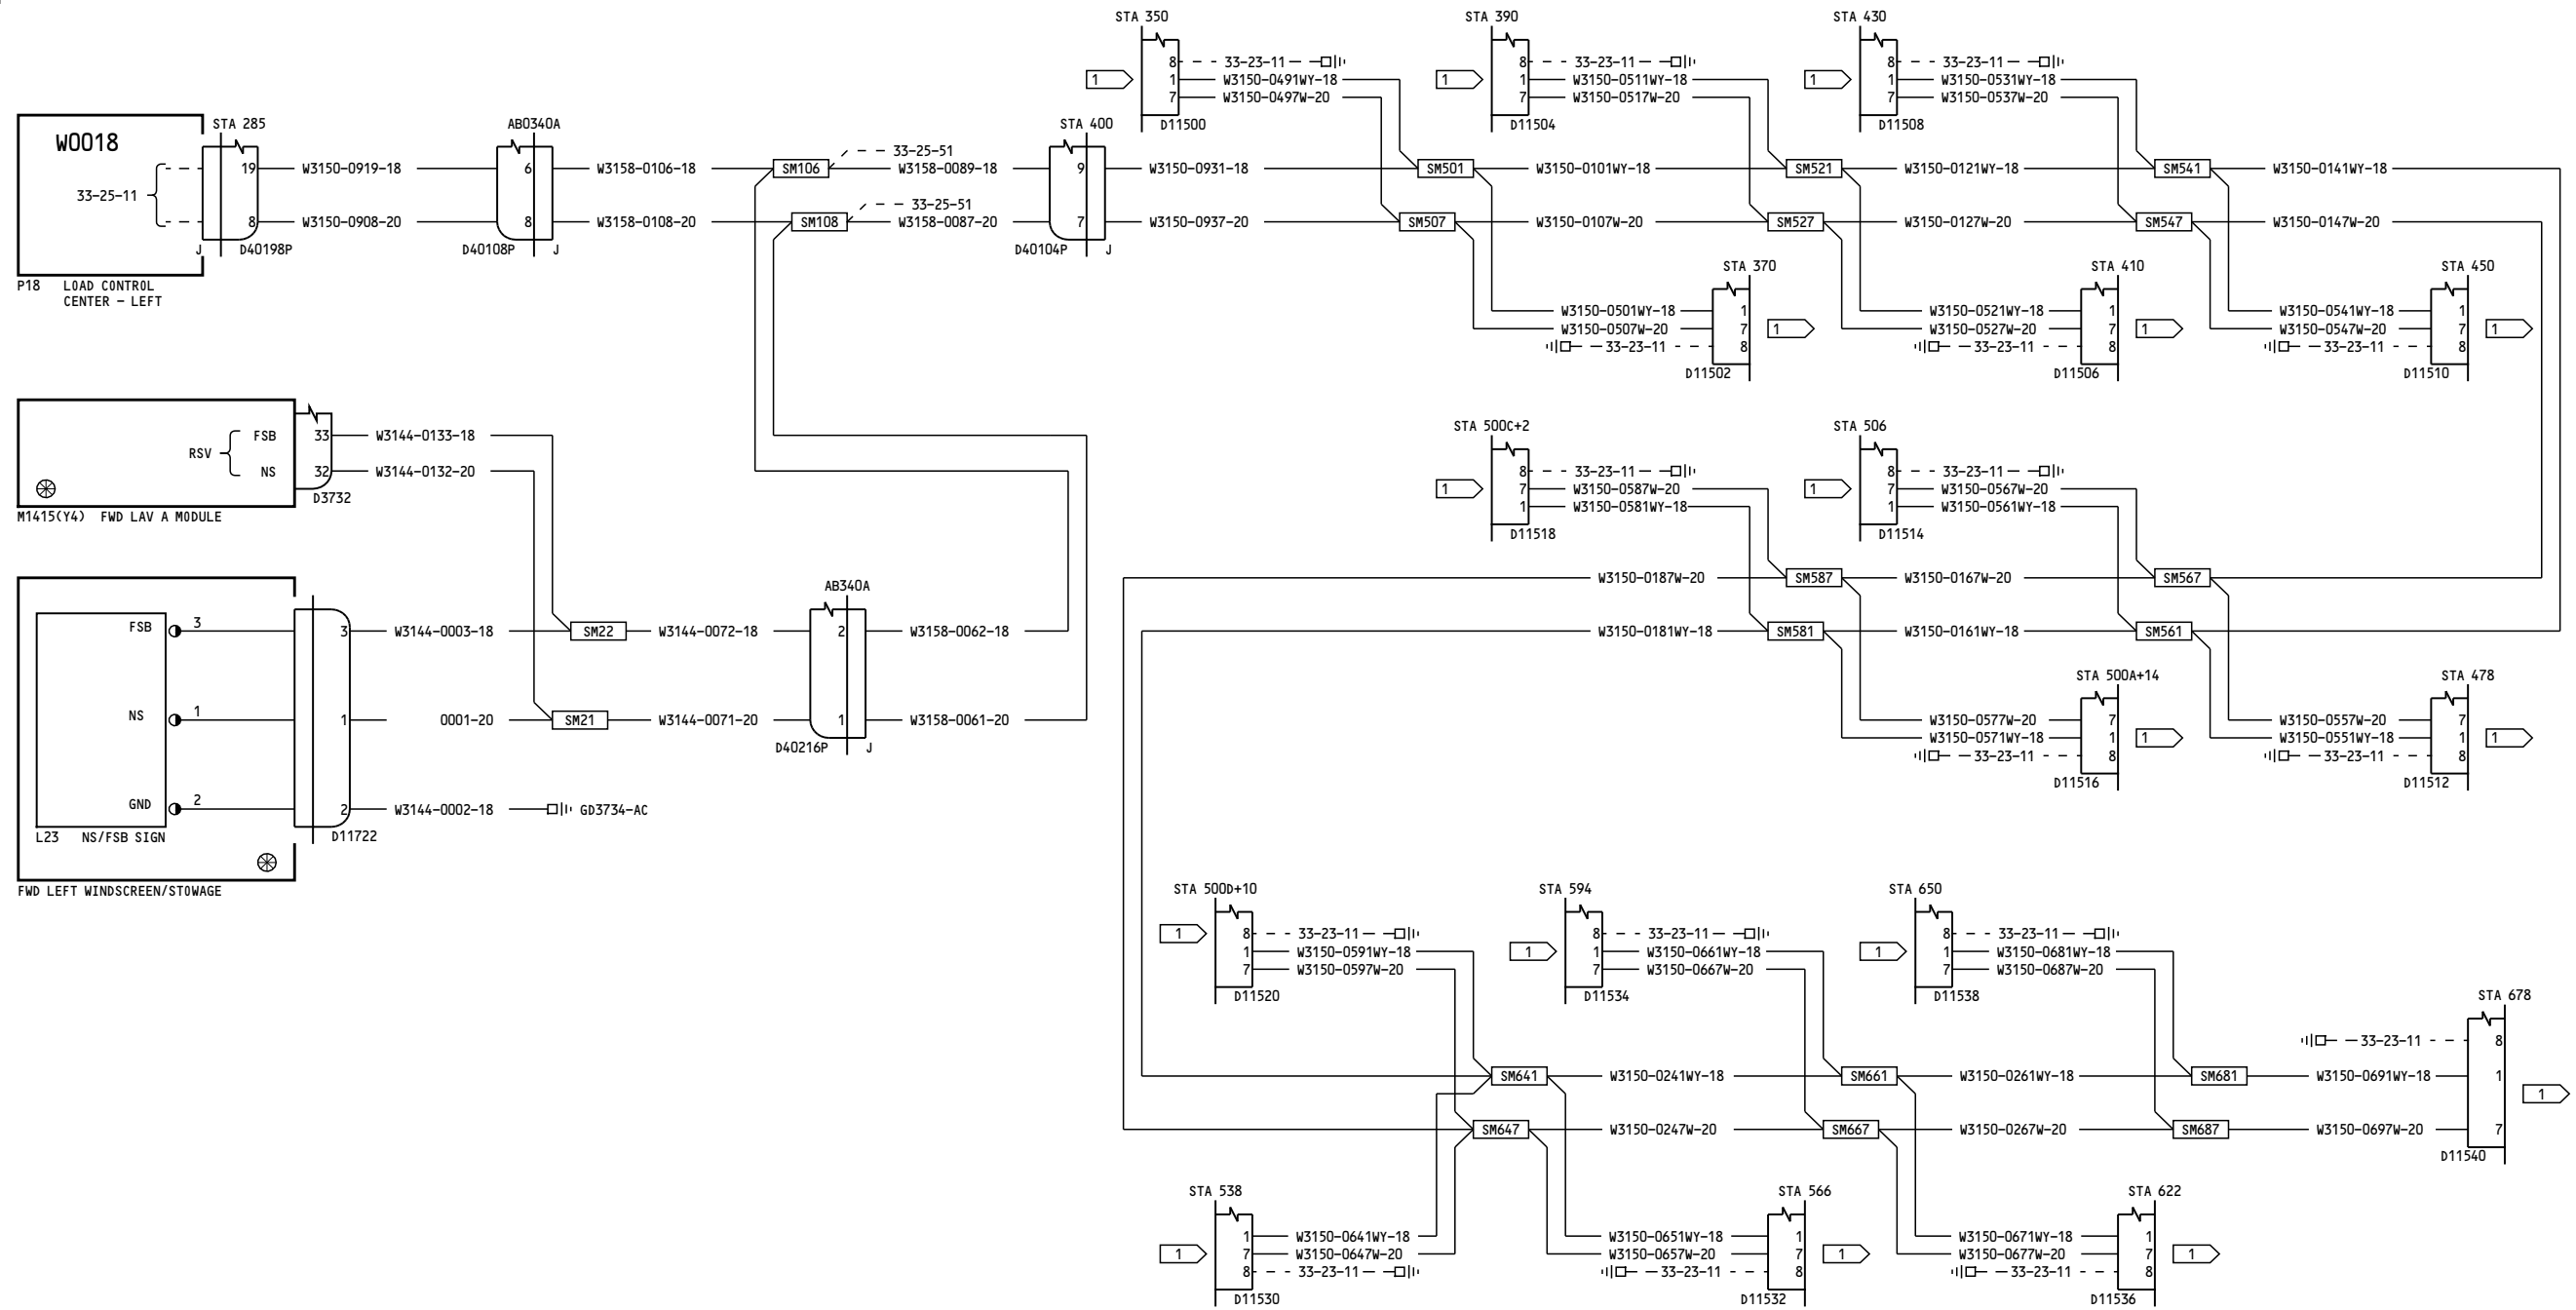 W0018
33-25-11
P18 LOAD CONTROL
CENTER – LEFT
STA 285
19 W3150-0919-18
8 W3150-0908-20
J D40198P
AB0340A
6 W3158-0106-18
8 W3158-0108-20
D40108P J
SM106
33-25-51
W3158-0089-18
SM108
33-25-51
W3158-0087-20
STA 400
9 W3150-0931-18
7 W3150-0937-20
D40104P J
STA 350
8 33-23-11
1 W3150-0491WY-18
7 W3150-0497W-20
D11500
1
STA 390
8 33-23-11
1 W3150-0511WY-18
7 W3150-0517W-20
D11504
1
STA 430
8 33-23-11
1 W3150-0531WY-18
7 W3150-0537W-20
D11508
1
SM501 W3150-0101WY-18 SM521 W3150-0121WY-18 SM541 W3150-0141WY-18
SM507 W3150-0107W-20 SM527 W3150-0127W-20 SM547 W3150-0147W-20
STA 370
W3150-0501WY-18 1
W3150-0507W-20 7
33-23-11 8
D11502
1
STA 410
W3150-0521WY-18 1
W3150-0527W-20 7
33-23-11 8
D11506
1
STA 450
W3150-0541WY-18 1
W3150-0547W-20 7
33-23-11 8
D11510
1
RSV
FSB 33 W3144-0133-18
NS 32 W3144-0132-20
D3732
M1415(Y4) FWD LAV A MODULE
STA 500C+2
8 33-23-11
7 W3150-0587W-20
1 W3150-0581WY-18
D11518
1
STA 506
8 33-23-11
7 W3150-0567W-20
1 W3150-0561WY-18
D11514
1
W3150-0187W-20 SM587 W3150-0167W-20 SM567
W3150-0181WY-18 SM581 W3150-0161WY-18 SM561
STA 500A+14
W3150-0577W-20 7
W3150-0571WY-18 1
33-23-11 8
D11516
1
STA 478
W3150-0557W-20 7
W3150-0551WY-18 1
33-23-11 8
D11512
1
FSB 3 3 W3144-0003-18 SM22 W3144-0072-18
NS 1 1 0001-20 SM21 W3144-0071-20
GND 2 2 W3144-0002-18 GD3734-AC
L23 NS/FSB SIGN
D11722
FWD LEFT WINDSCREEN/STOWAGE
AB340A
2 W3158-0062-18
1 W3158-0061-20
D40216P J
STA 500D+10
8 33-23-11
1 W3150-0591WY-18
7 W3150-0597W-20
D11520
1
STA 594
8 33-23-11
1 W3150-0661WY-18
7 W3150-0667W-20
D11534
1
STA 650
8 33-23-11
1 W3150-0681WY-18
7 W3150-0687W-20
D11538
1
STA 678
33-23-11 8
SM641 W3150-0241WY-18 SM661 W3150-0261WY-18 SM681 W3150-0691WY-18 1
SM647 W3150-0247W-20 SM667 W3150-0267W-20 SM687 W3150-0697W-20 7
D11540
1
STA 538
1 W3150-0641WY-18
7 W3150-0647W-20
8 33-23-11
D11530
1
STA 566
W3150-0651WY-18 1
W3150-0657W-20 7
33-23-11 8
D11532
1
STA 622
W3150-0671WY-18 1
W3150-0677W-20 7
33-23-11 8
D11536
1